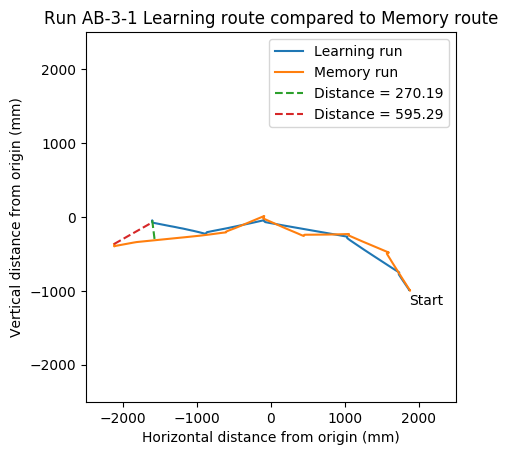 Run AB-3-1 Learning route compared to Memory route
Learning run
Memory run
Distance = 270.19
Distance = 595.29
2000
1000
0
−1000
−2000
Vertical distance from origin (mm)
Start
−2000
−1000
0
1000
2000
Horizontal distance from origin (mm)